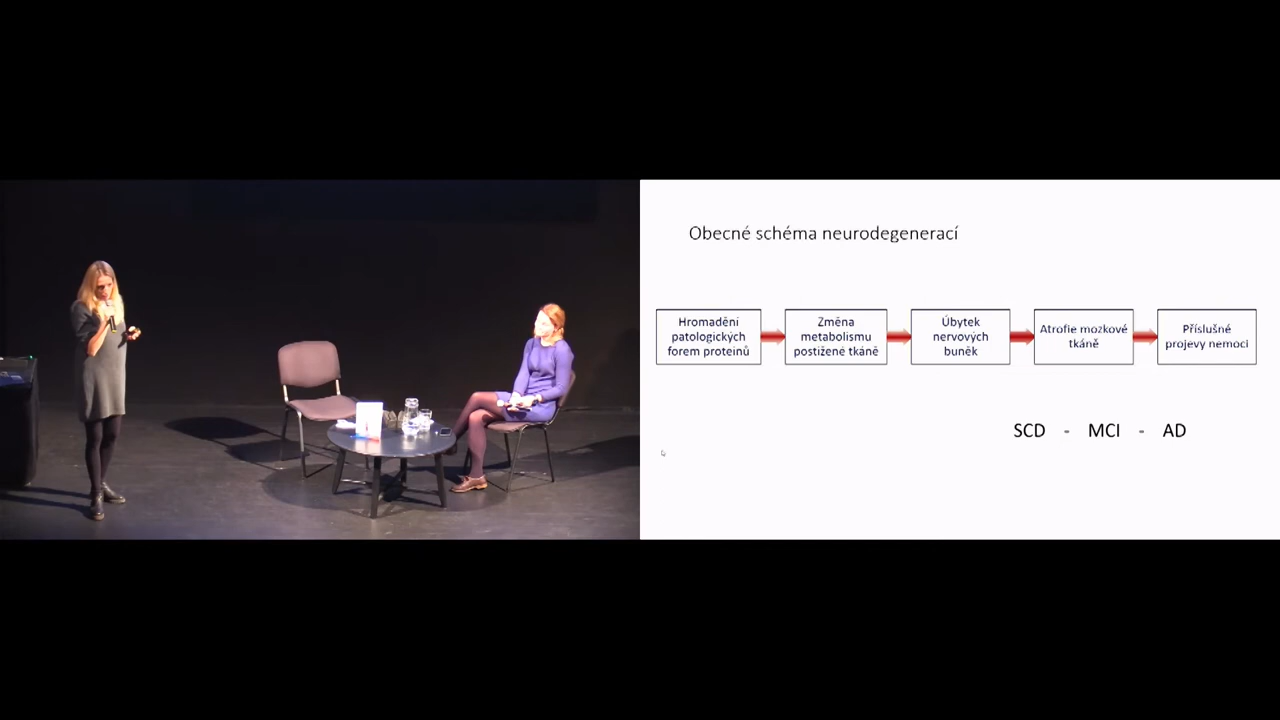 Obecné schéma neurodegenerací
Hromadění
patologických
forem proteinů
Změna
metabolismu
postižené tkáně
Úbytek
nervových
buněk
Atrofie mozkové
tkáně
Příslušné
projevy nemoci
SCD - MCI - AD